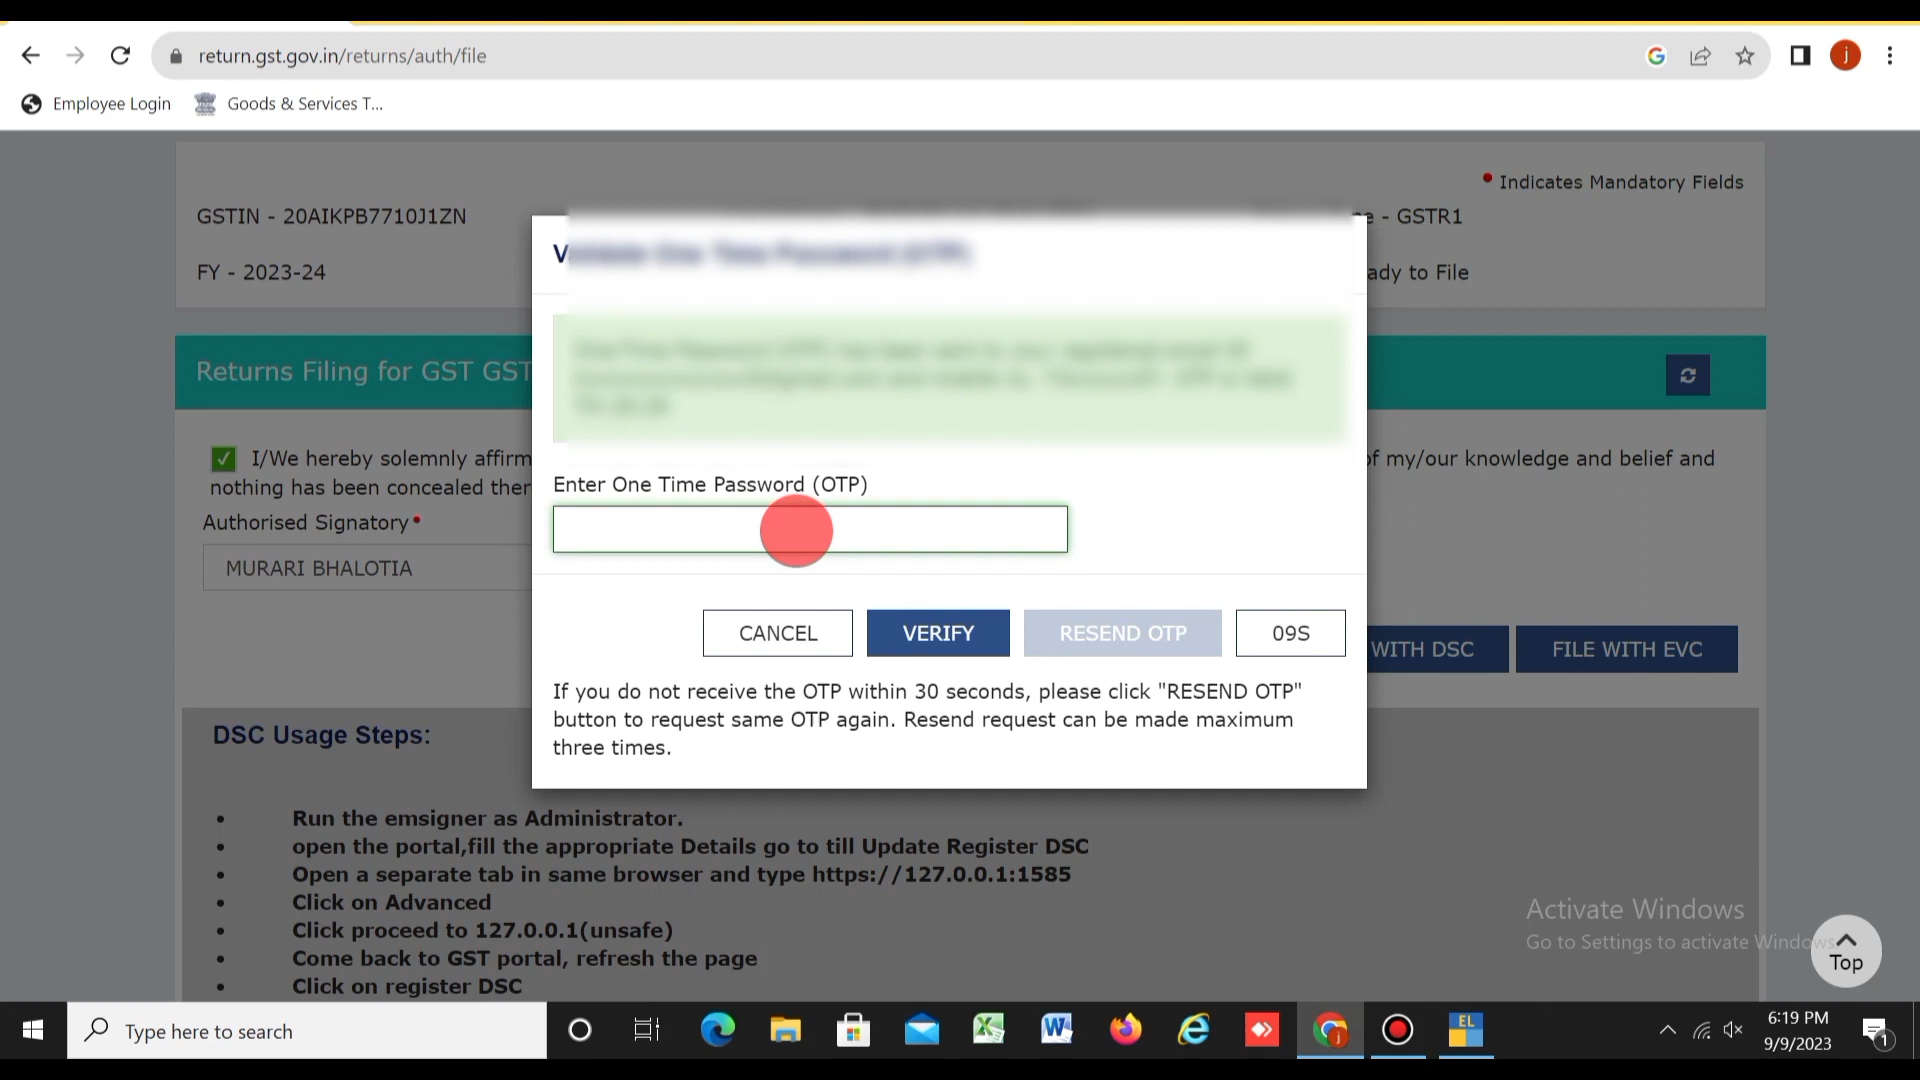 return.gst.gov.in/returns/auth/file
j
Employee Login
Goods & Services T...
• Indicates Mandatory Fields
GSTIN - 20AIKPB7710J1ZN
e - GSTR1
FY - 2023-24
ady to File
Returns Filing for GST GST
✓ I/We hereby solemnly affirm
of my/our knowledge and belief and
nothing has been concealed ther
Authorised Signatory •
MURARI BHALOTIA
Enter One Time Password (OTP)
CANCEL
VERIFY
RESEND OTP
09S
WITH DSC
FILE WITH EVC
If you do not receive the OTP within 30 seconds, please click "RESEND OTP"
button to request same OTP again. Resend request can be made maximum
three times.
DSC Usage Steps:
• Run the emsigner as Administrator.
• open the portal,fill the appropriate Details go to till Update Register DSC
• Open a separate tab in same browser and type https://127.0.0.1:1585
• Click on Advanced
• Click proceed to 127.0.0.1(unsafe)
• Come back to GST portal, refresh the page
• Click on register DSC
Activate Windows
Go to Settings to activate Windows.
Top
Type here to search
EL
6:19 PM
9/9/2023
1